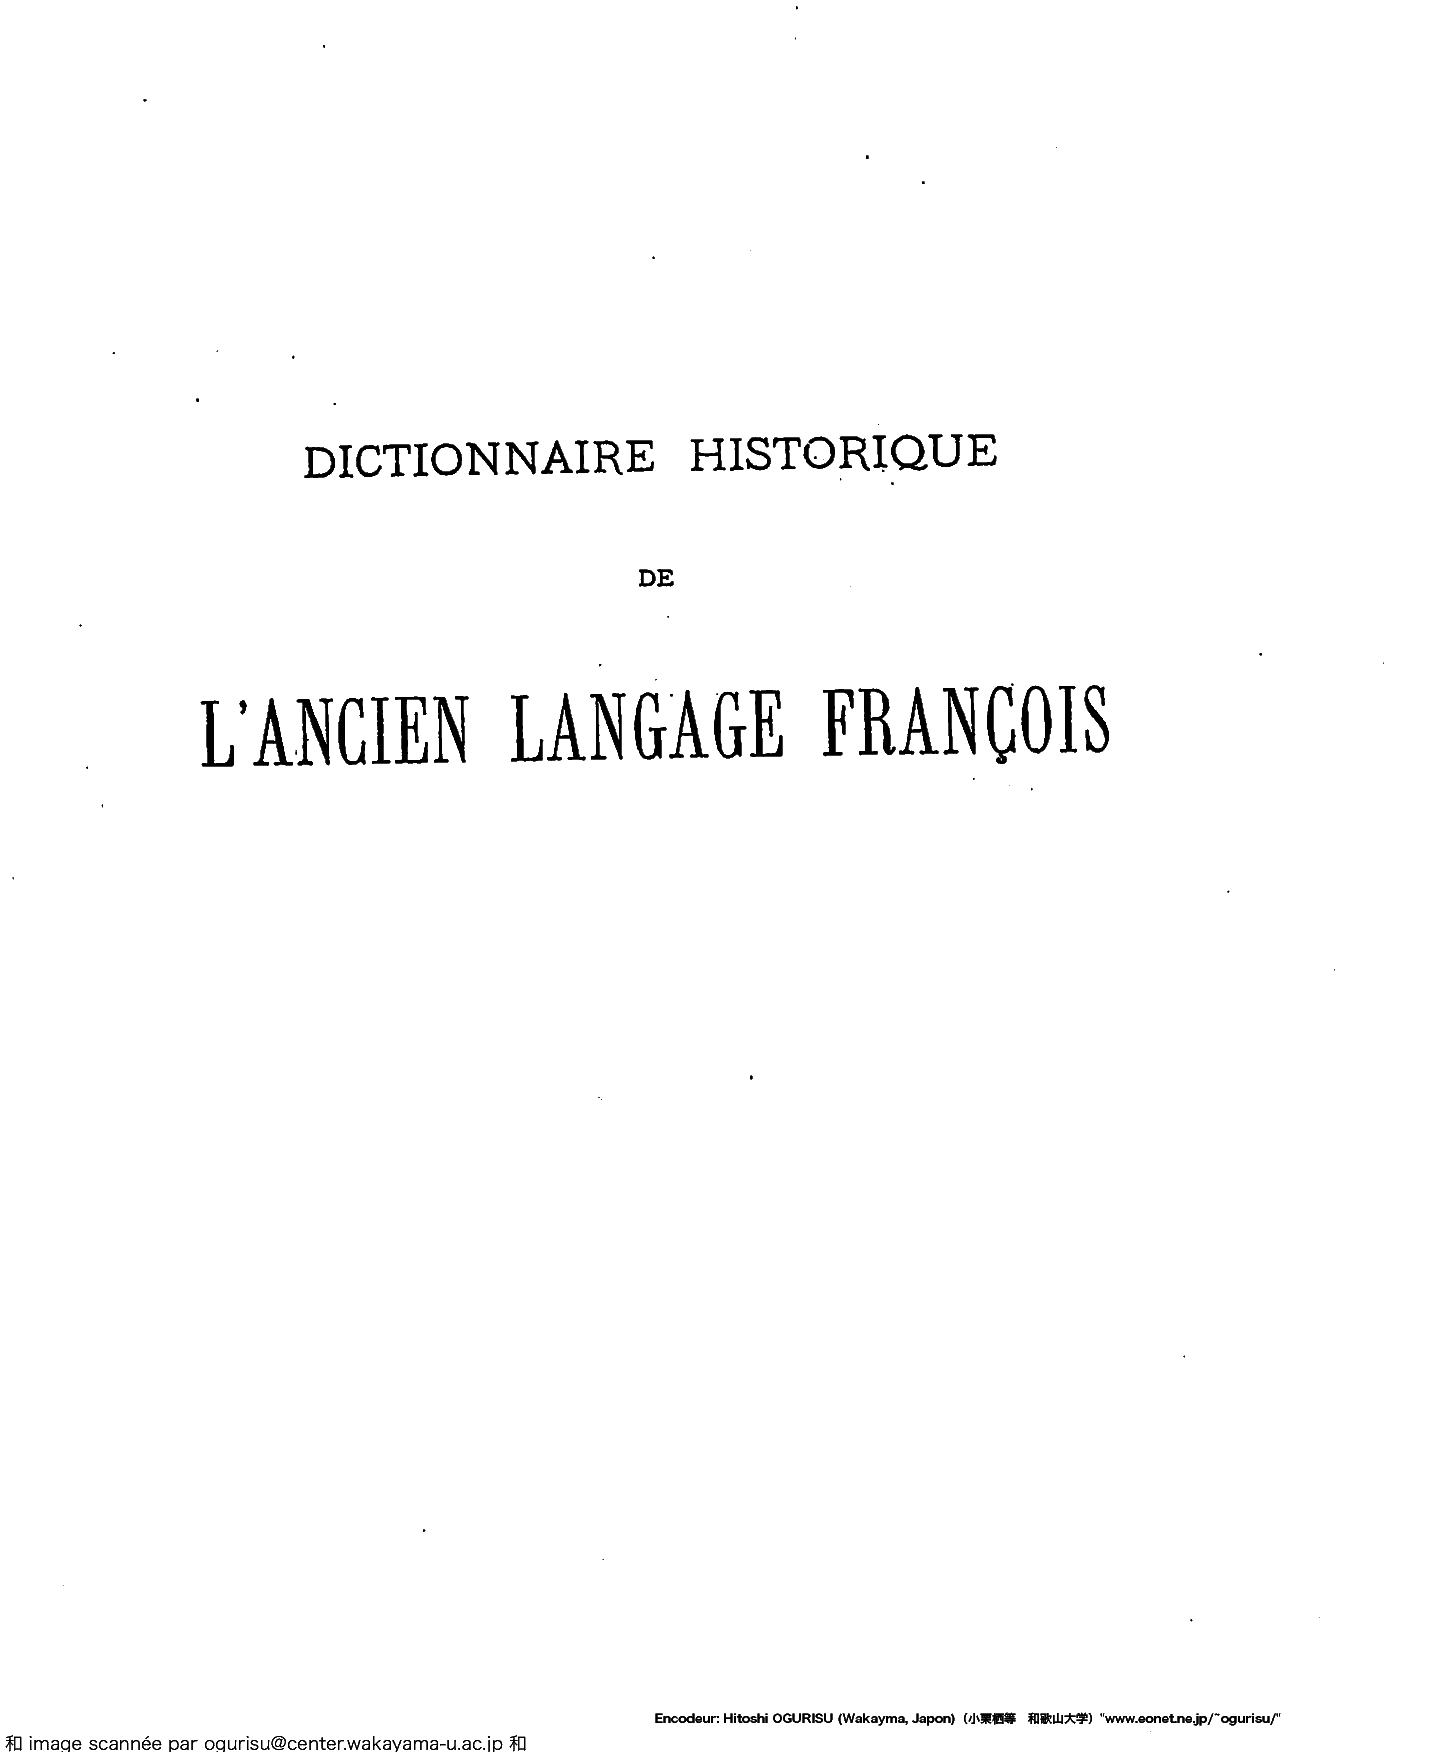 DICTIONNAIRE HISTORIQUE
DE
L'ANCIEN LANGAGE FRANÇOIS
Encodeur: Hitoshi OGURISU (Wakayma, Japon) (小栗栖等 和歌山大学) "www.eonet.ne.jp/~ogurisu/"
和 image scannée par ogurisu@center.wakayama-u.ac.jp 和